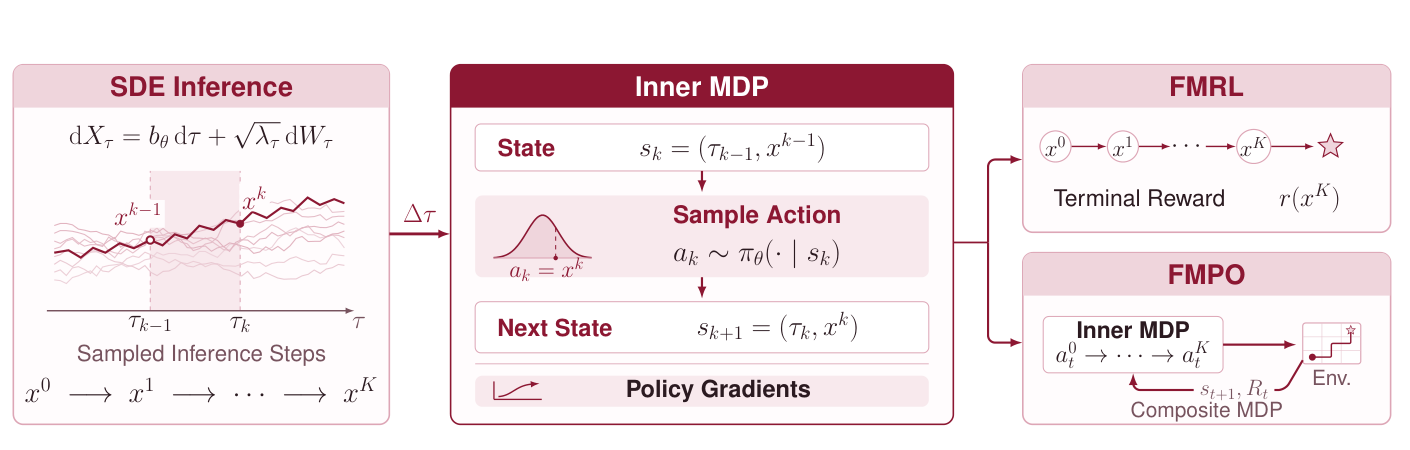 SDE Inference
dX_τ = b_θ dτ + √λ_τ dW_τ
x^{k-1}
x^k
τ_{k-1}
τ_k
τ
Sampled Inference Steps
x^0 ⟶ x^1 ⟶ ⋯ ⟶ x^K
Δτ
Inner MDP
State s_k = (τ_{k-1}, x^{k-1})
Sample Action
a_k ∼ π_θ(· | s_k)
a_k = x^k
Next State s_{k+1} = (τ_k, x^k)
Policy Gradients
FMRL
x^0 → x^1 → ⋯ → x^K →
Terminal Reward r(x^K)
FMPO
Inner MDP
a_t^0 → ⋯ → a_t^K
Env.
s_{t+1}, R_t
Composite MDP